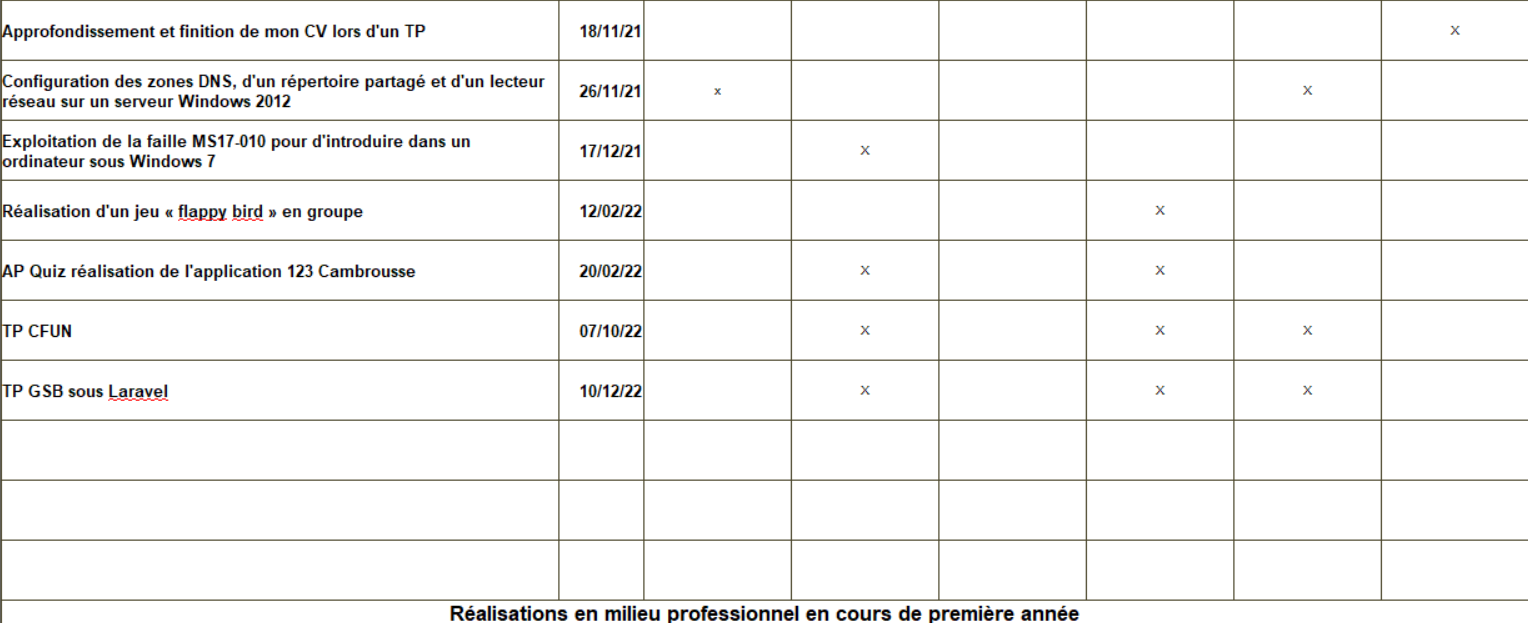 Approfondissement et finition de mon CV lors d'un TP 18/11/21 X
Configuration des zones DNS, d'un répertoire partagé et d'un lecteur
réseau sur un serveur Windows 2012 26/11/21 x X
Exploitation de la faille MS17-010 pour d'introduire dans un
ordinateur sous Windows 7 17/12/21 X
Réalisation d'un jeu « flappy bird » en groupe 12/02/22 X
AP Quiz réalisation de l'application 123 Cambrousse 20/02/22 X X
TP CFUN 07/10/22 X X X
TP GSB sous Laravel 10/12/22 X X X
Réalisations en milieu professionnel en cours de première année